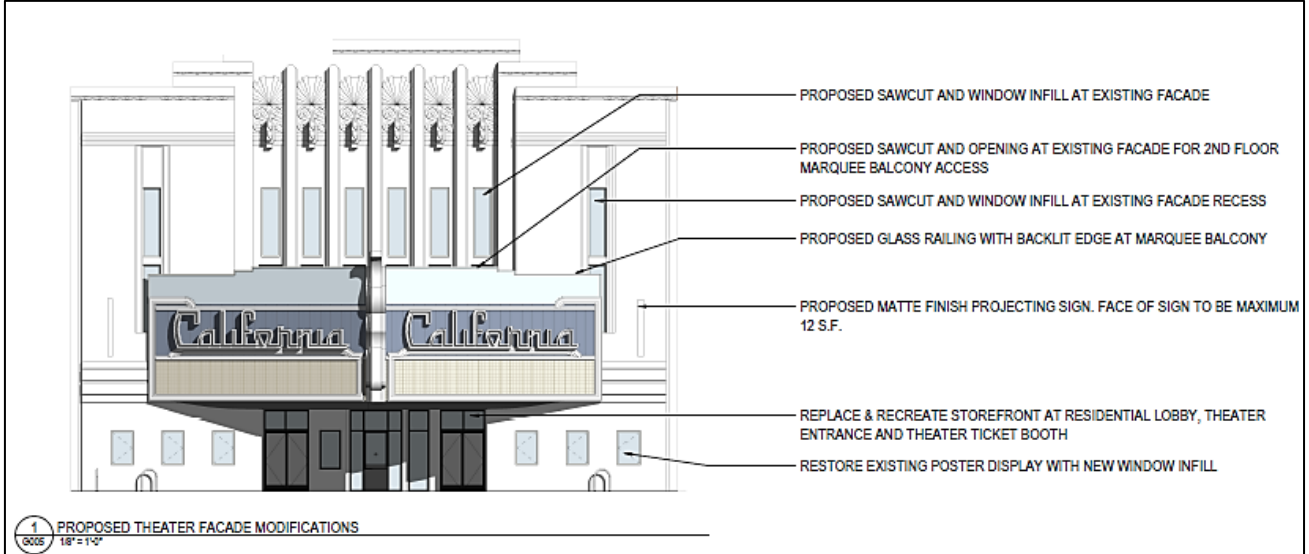 PROPOSED SAWCUT AND WINDOW INFILL AT EXISTING FACADE
PROPOSED SAWCUT AND OPENING AT EXISTING FACADE FOR 2ND FLOOR
MARQUEE BALCONY ACCESS
PROPOSED SAWCUT AND WINDOW INFILL AT EXISTING FACADE RECESS
PROPOSED GLASS RAILING WITH BACKLIT EDGE AT MARQUEE BALCONY
PROPOSED MATTE FINISH PROJECTING SIGN. FACE OF SIGN TO BE MAXIMUM
12 S.F.
California California
REPLACE & RECREATE STOREFRONT AT RESIDENTIAL LOBBY, THEATER
ENTRANCE AND THEATER TICKET BOOTH
RESTORE EXISTING POSTER DISPLAY WITH NEW WINDOW INFILL
1 PROPOSED THEATER FACADE MODIFICATIONS
G005 1/8" = 1'-0"